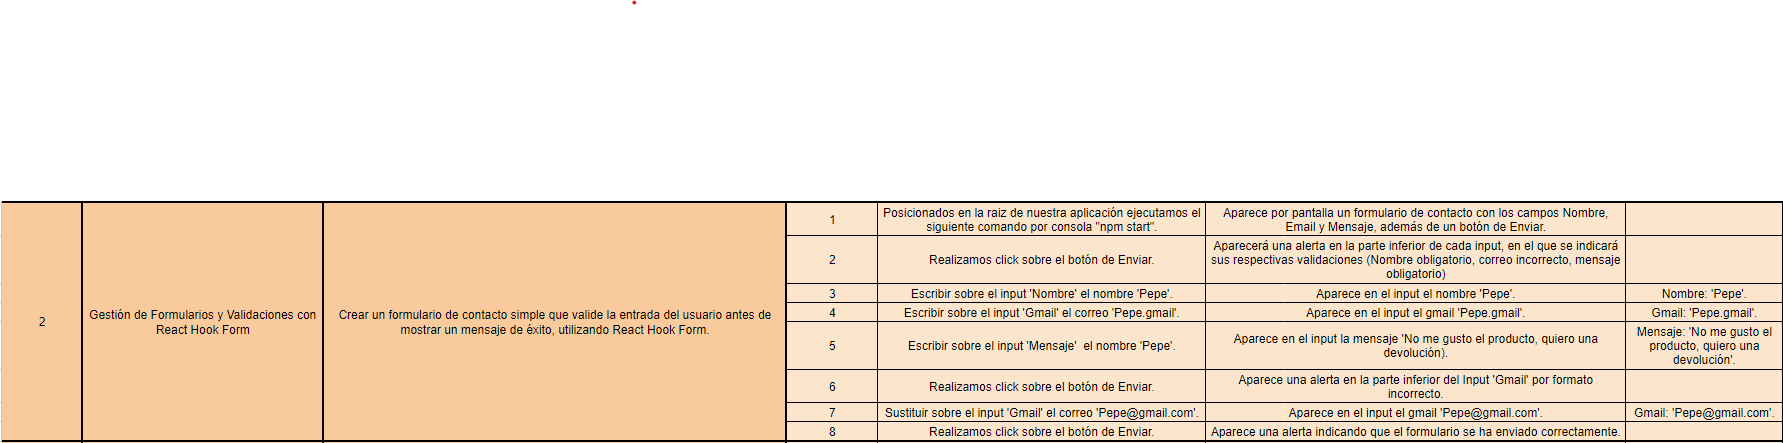 2
Gestión de Formularios y Validaciones con
React Hook Form
Crear un formulario de contacto simple que valide la entrada del usuario antes de
mostrar un mensaje de éxito, utilizando React Hook Form.
1
Posicionados en la raiz de nuestra aplicación ejecutamos el
siguiente comando por consola "npm start".
Aparece por pantalla un formulario de contacto con los campos Nombre,
Email y Mensaje, además de un botón de Enviar.
2
Realizamos click sobre el botón de Enviar.
Aparecerá una alerta en la parte inferior de cada input, en el que se indicará
sus respectivas validaciones (Nombre obligatorio, correo incorrecto, mensaje
obligatorio)
3
Escribir sobre el input 'Nombre' el nombre 'Pepe'.
Aparece en el input el nombre 'Pepe'.
Nombre: 'Pepe'.
4
Escribir sobre el input 'Gmail' el correo 'Pepe.gmail'.
Aparece en el input el gmail 'Pepe.gmail'.
Gmail: 'Pepe.gmail'.
5
Escribir sobre el input 'Mensaje'  el nombre 'Pepe'.
Aparece en el input la mensaje 'No me gusto el producto, quiero una
devolución).
Mensaje: 'No me gusto el
producto, quiero una
devolución'.
6
Realizamos click sobre el botón de Enviar.
Aparece una alerta en la parte inferior del Input 'Gmail' por formato
incorrecto.
7
Sustituir sobre el input 'Gmail' el correo 'Pepe@gmail.com'.
Aparece en el input el gmail 'Pepe@gmail.com'.
Gmail: 'Pepe@gmail.com'.
8
Realizamos click sobre el botón de Enviar.
Aparece una alerta indicando que el formulario se ha enviado correctamente.